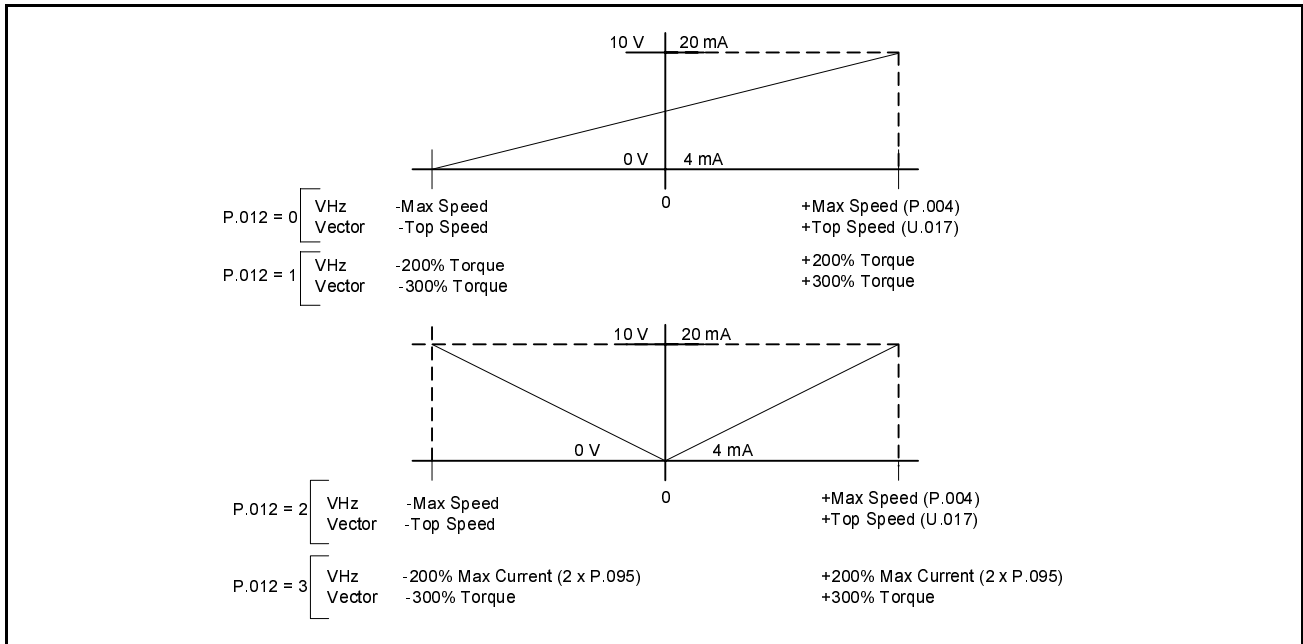 10 V 20 mA
0 V 4 mA
0
P.012 = 0 VHz -Max Speed +Max Speed (P.004)
Vector -Top Speed +Top Speed (U.017)
P.012 = 1 VHz -200% Torque +200% Torque
Vector -300% Torque +300% Torque
10 V 20 mA
0 V 4 mA
0
P.012 = 2 VHz -Max Speed +Max Speed (P.004)
Vector -Top Speed +Top Speed (U.017)
P.012 = 3 VHz -200% Max Current (2 x P.095) +200% Max Current (2 x P.095)
Vector -300% Torque +300% Torque